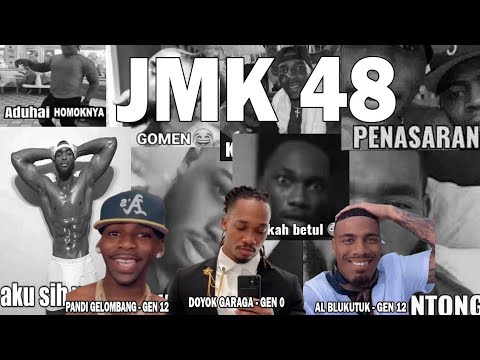 JMK 48
Aduhai HOMOKNYA
GOMEN 😂
K
PENASARAN
kah betul
aku sih
PANDI GELOMBANG - GEN 12
DOYOK GARAGA - GEN 0
AL BLUKUTUK - GEN 12
NTONG